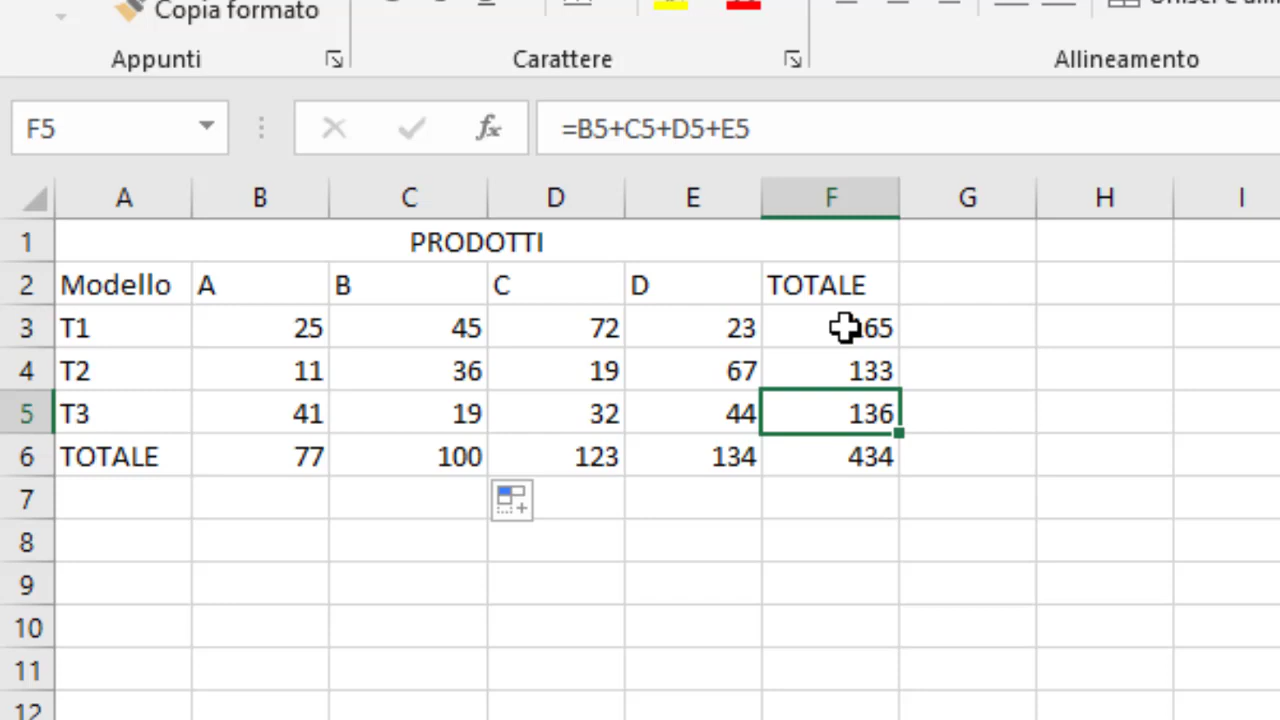 Copia formato
Appunti Carattere Allineamento
F5 fx =B5+C5+D5+E5
A B C D E F G H I
1 PRODOTTI
2 Modello A B C D TOTALE
3 T1 25 45 72 23 65
4 T2 11 36 19 67 133
5 T3 41 19 32 44 136
6 TOTALE 77 100 123 134 434
7
8
9
10
11
12